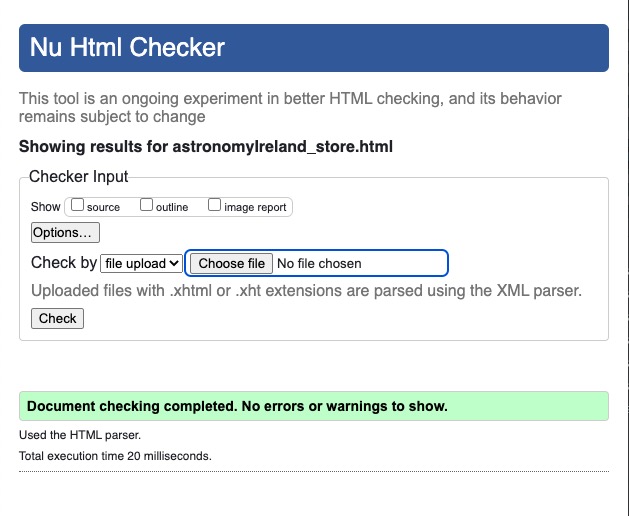 Nu Html Checker
This tool is an ongoing experiment in better HTML checking, and its behavior
remains subject to change
Showing results for astronomyIreland_store.html
Checker Input
Show source outline image report
Options...
Check by file upload Choose file No file chosen
Uploaded files with .xhtml or .xht extensions are parsed using the XML parser.
Check
Document checking completed. No errors or warnings to show.
Used the HTML parser.
Total execution time 20 milliseconds.